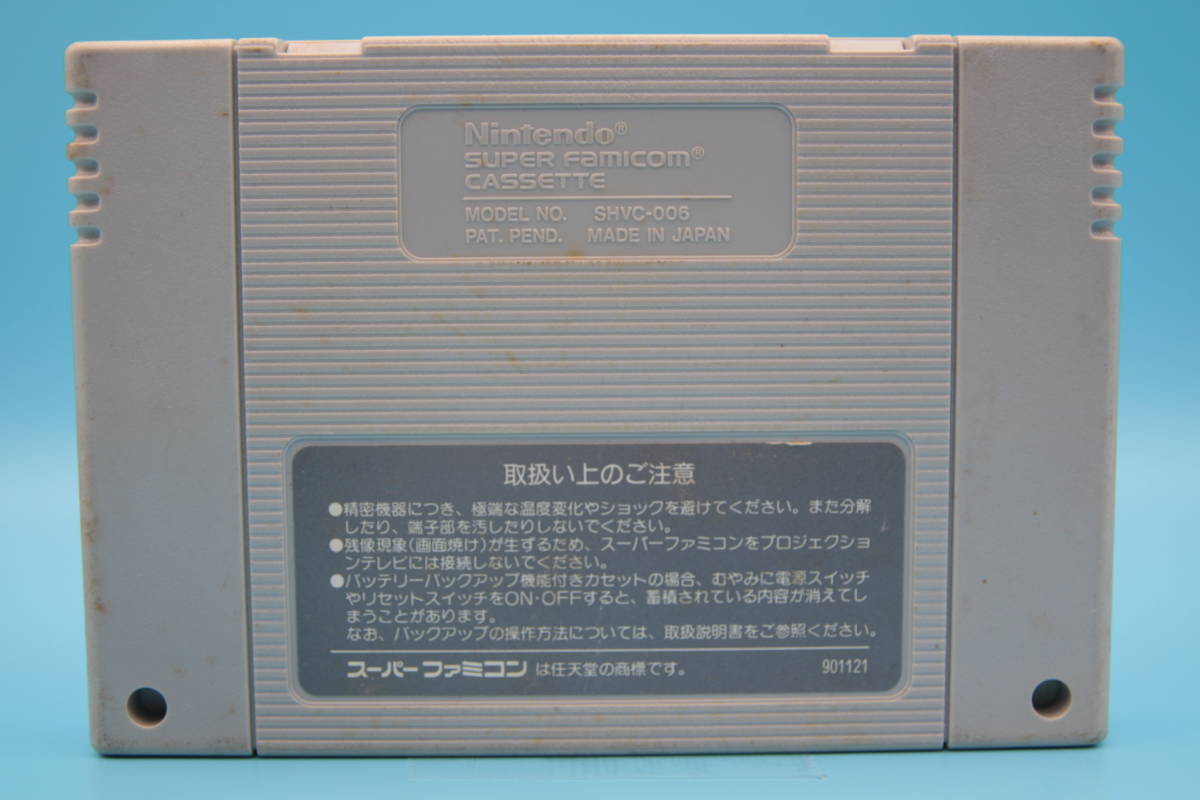 Nintendo®
SUPER FAMICOM®
CASSETTE
MODEL NO. SHVC-006
PAT. PEND. MADE IN JAPAN
取扱い上のご注意
●精密機器につき、極端な温度変化やショックを避けてください。また分解
したり、端子部を汚したりしないでください。
●残像現象(画面焼け)が生ずるため、スーパーファミコンをプロジェクショ
ンテレビには接続しないでください。
●バッテリーバックアップ機能付きカセットの場合、むやみに電源スイッチ
やリセットスイッチをON・OFFすると、蓄積されている内容が消えてし
まうことがあります。
なお、バックアップの操作方法については、取扱説明書をご参照ください。
スーパーファミコン は任天堂の商標です。 901121